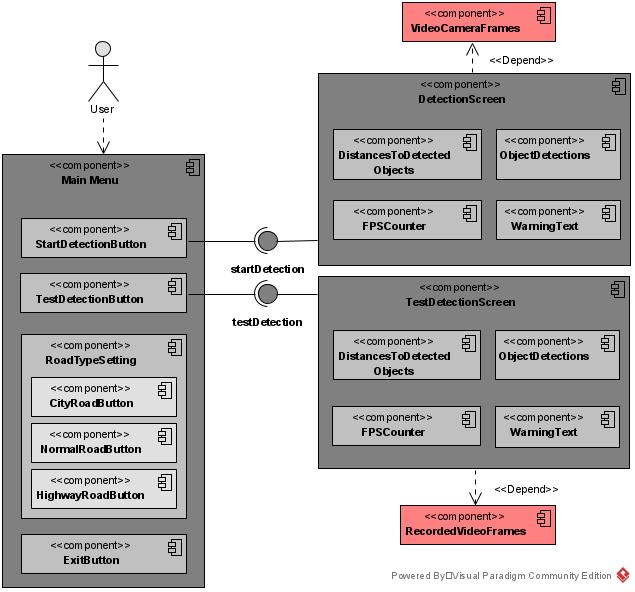 <<component>>
VideoCameraFrames
<<Depend>>
User
<<component>>
Main Menu
<<component>>
StartDetectionButton
<<component>>
TestDetectionButton
<<component>>
RoadTypeSetting
<<component>>
CityRoadButton
<<component>>
NormalRoadButton
<<component>>
HighwayRoadButton
<<component>>
ExitButton
startDetection
testDetection
<<component>>
DetectionScreen
<<component>>
DistancesToDetected
Objects
<<component>>
ObjectDetections
<<component>>
FPSCounter
<<component>>
WarningText
<<component>>
TestDetectionScreen
<<component>>
DistancesToDetected
Objects
<<component>>
ObjectDetections
<<component>>
FPSCounter
<<component>>
WarningText
<<Depend>>
<<component>>
RecordedVideoFrames
Powered By□Visual Paradigm Community Edition